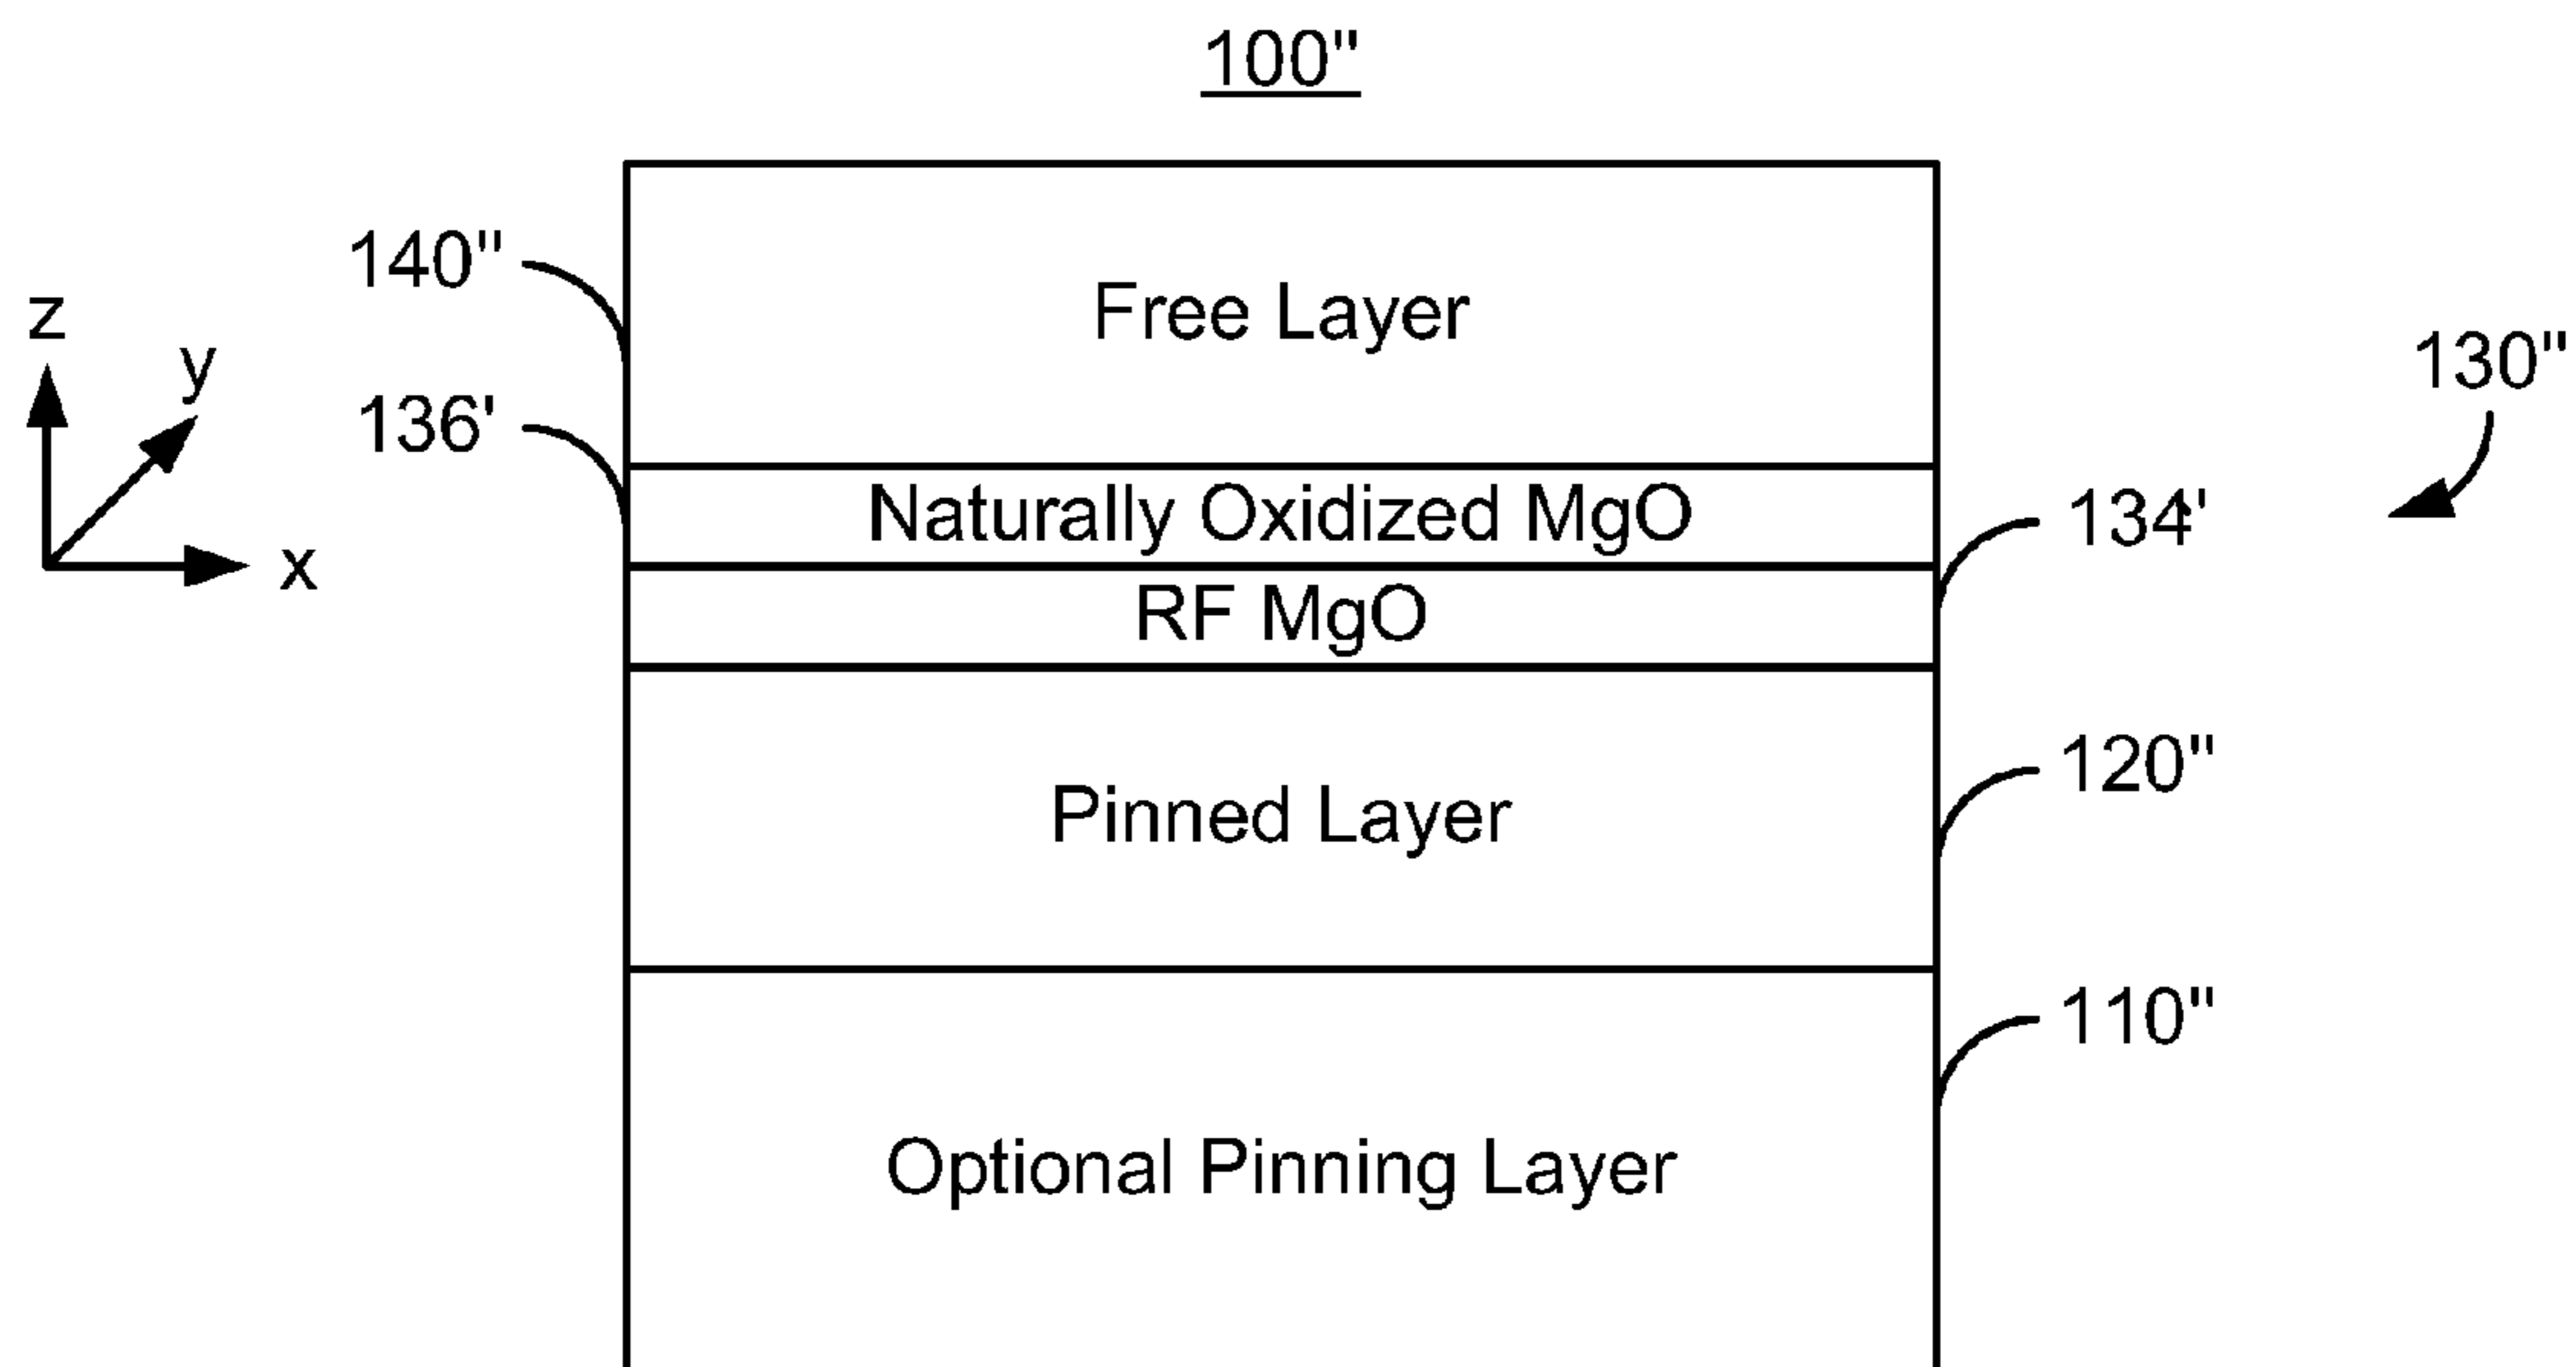 100"
140"
Free Layer
z
y
130"
136'
Naturally Oxidized MgO
134'
x
RF MgO
120"
Pinned Layer
110"
Optional Pinning Layer